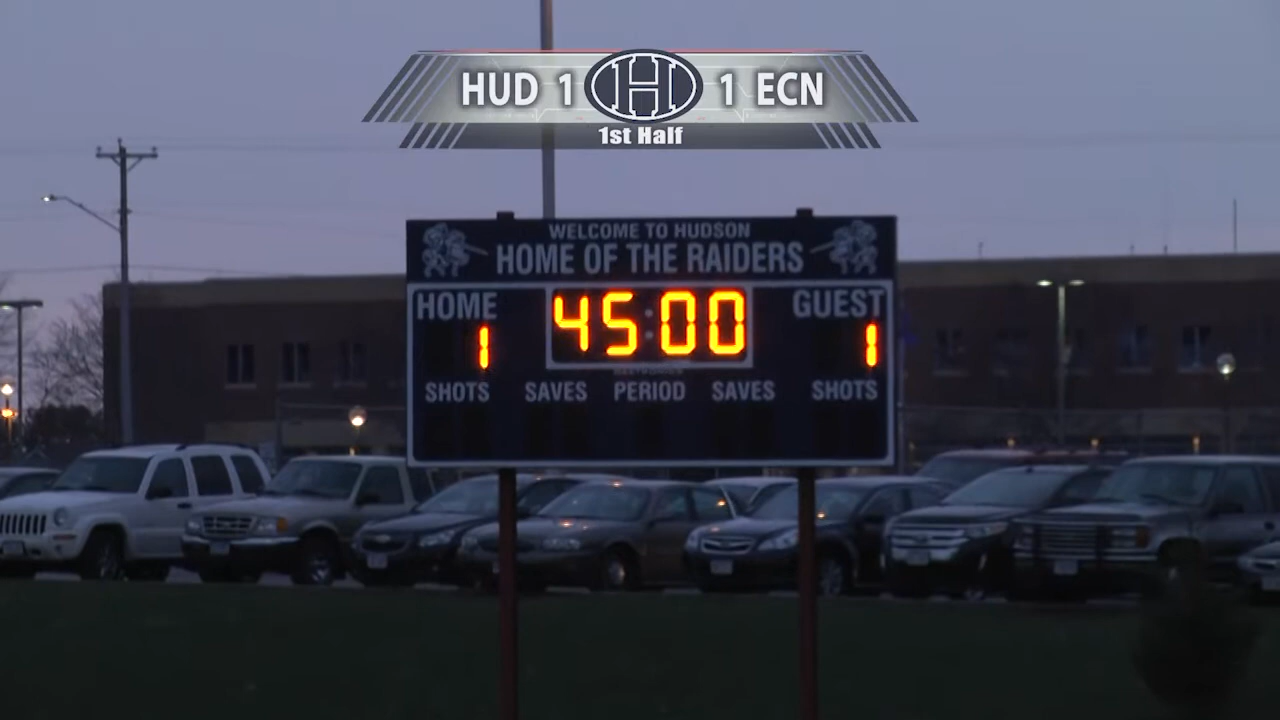 HUD 1 H 1 ECN
1st Half
WELCOME TO HUDSON
HOME OF THE RAIDERS
HOME 45:00 GUEST
1 1
SHOTS SAVES PERIOD SAVES SHOTS